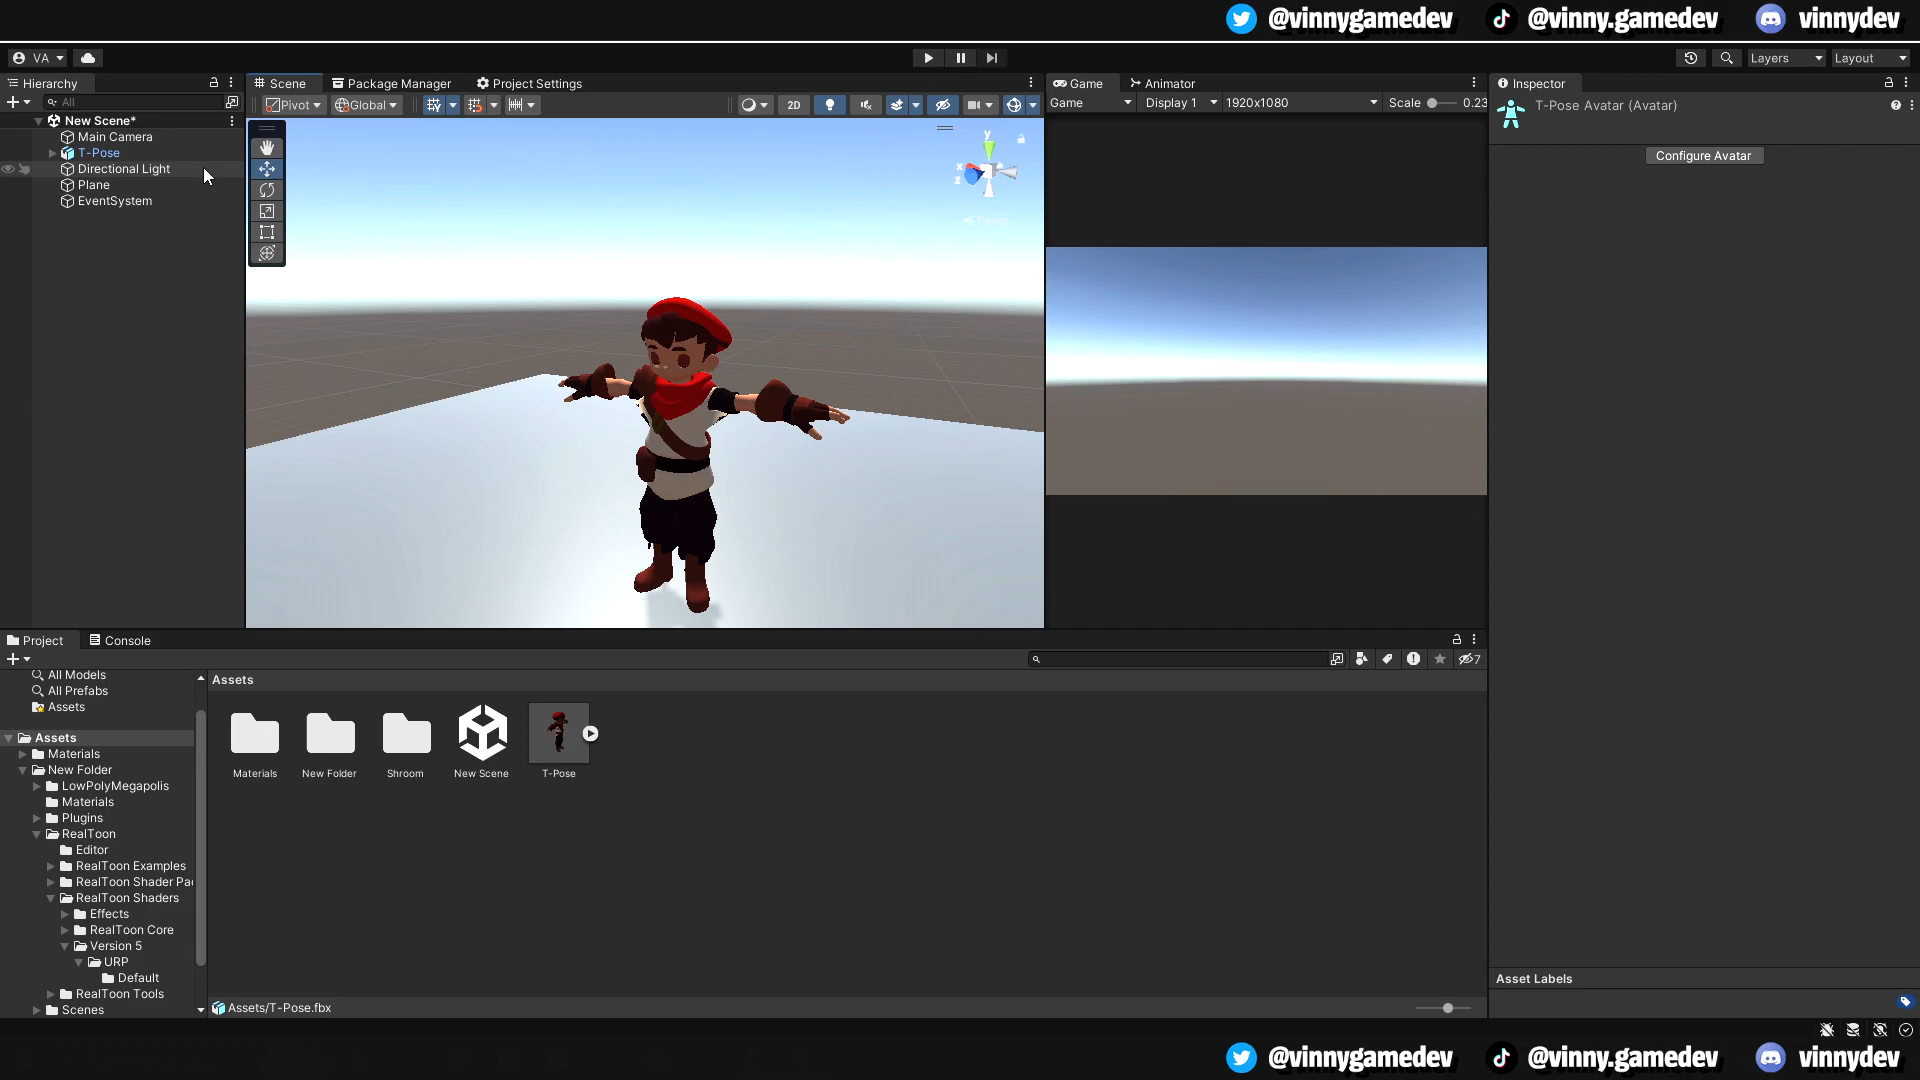 @vinnygamedev @vinny.gamedev vinnydev
VA
Layers Layout
Hierarchy
All
New Scene*
Main Camera
T-Pose
Directional Light
Plane
EventSystem
Scene Package Manager Project Settings
Pivot Global 2D
y
x
z
Game Animator
Game Display 1 1920x1080 Scale 0.23
Inspector
T-Pose Avatar (Avatar)
Configure Avatar
Project Console
7
All Models
All Prefabs
Assets
Assets
Materials
New Folder
LowPolyMegapolis
Materials
Plugins
RealToon
Editor
RealToon Examples
RealToon Shader Pa
RealToon Shaders
Effects
RealToon Core
Version 5
URP
Default
RealToon Tools
Scenes
Assets
Materials
New Folder
Shroom
New Scene
T-Pose
Assets/T-Pose.fbx
Asset Labels
@vinnygamedev @vinny.gamedev vinnydev